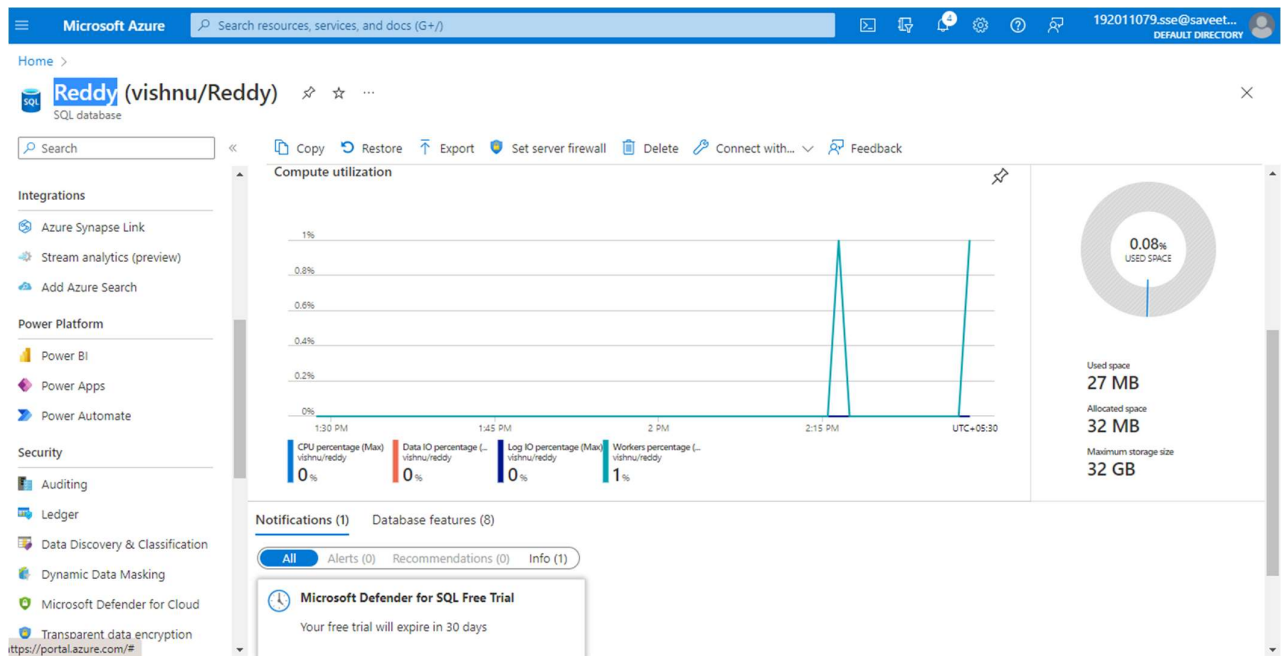 Microsoft Azure
Search resources, services, and docs (G+/)
4
192011079.sse@saveet...
DEFAULT DIRECTORY
Home >
SQL
Reddy (vishnu/Reddy)
SQL database
Search
Copy
Restore
Export
Set server firewall
Delete
Connect with...
Feedback
Integrations
Azure Synapse Link
Stream analytics (preview)
Add Azure Search
Power Platform
Power BI
Power Apps
Power Automate
Security
Auditing
Ledger
Data Discovery & Classification
Dynamic Data Masking
Microsoft Defender for Cloud
Transparent data encryption
ttps://portal.azure.com/#
Compute utilization
1%
0.8%
0.6%
0.4%
0.2%
0%
1:30 PM
1:45 PM
2 PM
2:15 PM
UTC+05:30
CPU percentage (Max)
vishnu/reddy
0%
Data IO percentage (...
vishnu/reddy
0%
Log IO percentage (Max)
vishnu/reddy
0%
Workers percentage (...
vishnu/reddy
1%
0.08%
USED SPACE
Used space
27 MB
Allocated space
32 MB
Maximum storage size
32 GB
Notifications (1)
Database features (8)
All
Alerts (0)
Recommendations (0)
Info (1)
Microsoft Defender for SQL Free Trial
Your free trial will expire in 30 days